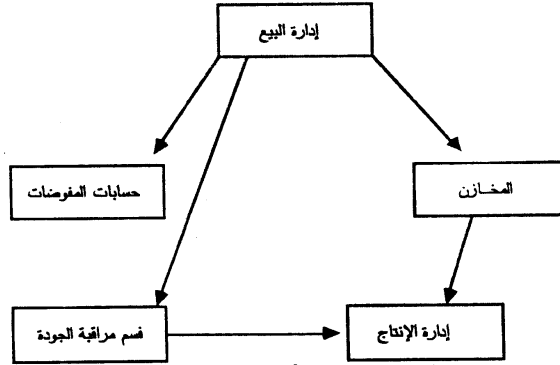 إدارة البيع
المخـازن
حسابات المفوضات
إدارة الإنتاج
قسم مراقبة الجودة